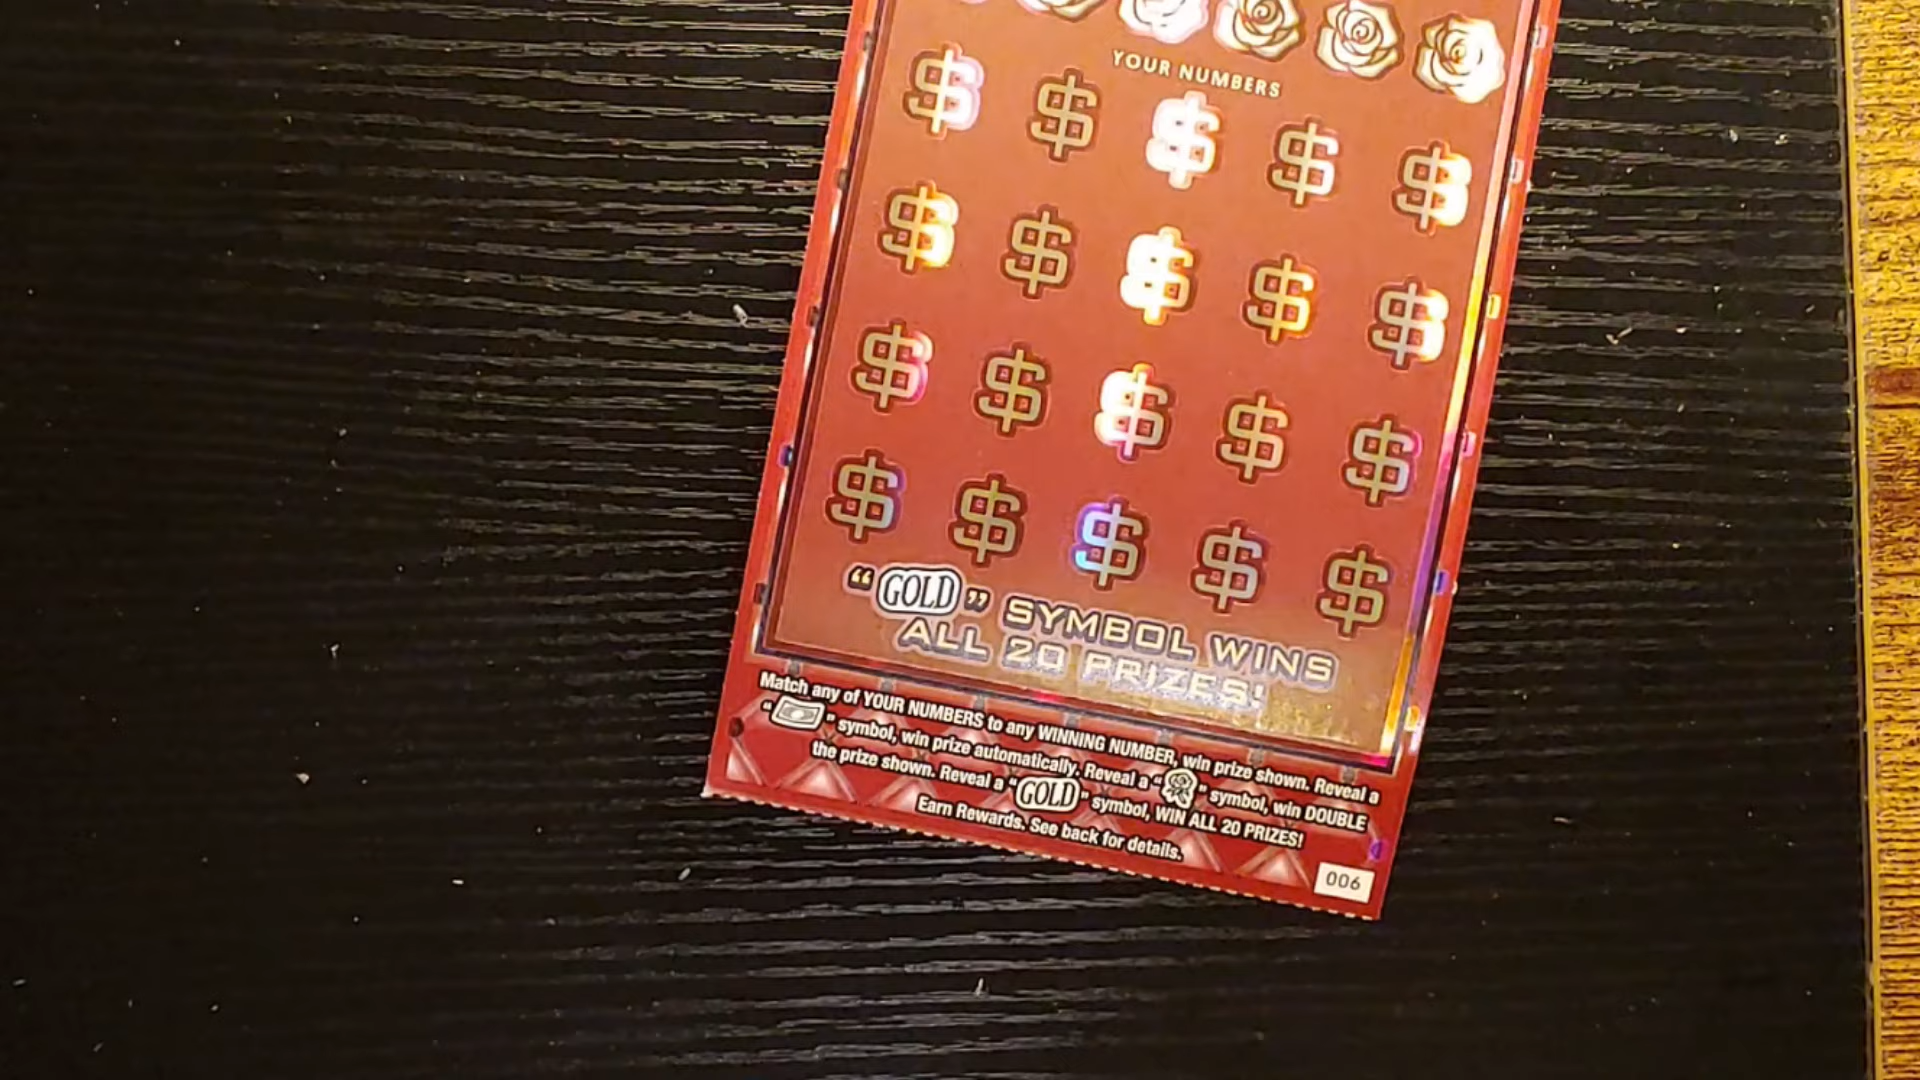 YOUR NUMBERS
"GOLD" SYMBOL WINS
ALL 20 PRIZES!
Match any of YOUR NUMBERS to any WINNING NUMBER, win prize shown. Reveal a
" " symbol, win prize automatically. Reveal a " " symbol, win DOUBLE
the prize shown. Reveal a "GOLD" symbol, WIN ALL 20 PRIZES!
Earn Rewards. See back for details.
006